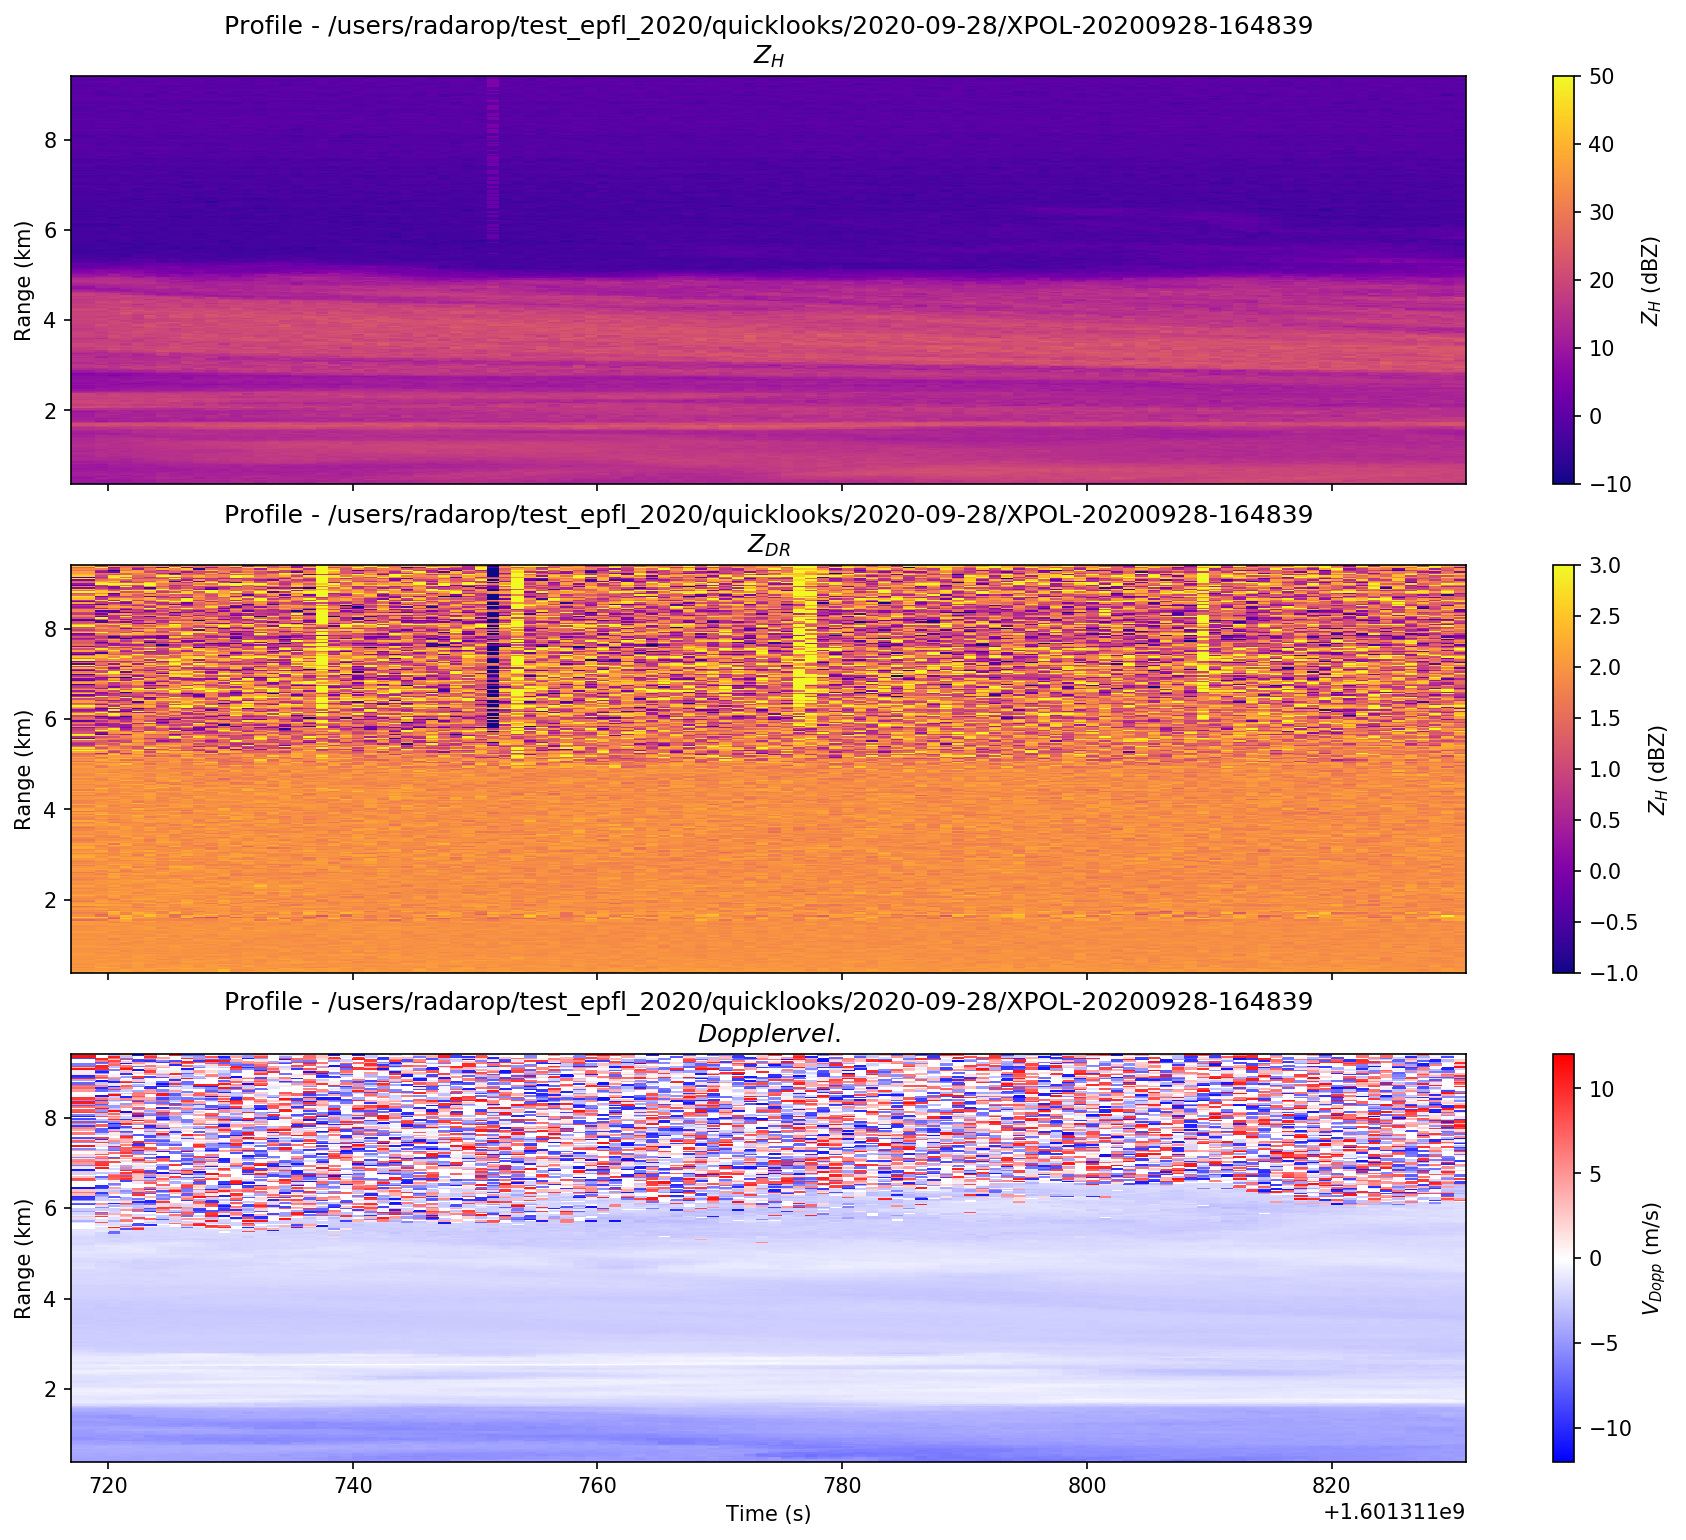 Profile - /users/radarop/test_epfl_2020/quicklooks/2020-09-28/XPOL-20200928-164839
Z_H
8
6
4
2
Range (km)
50
40
30
20
10
0
−10
Z_H (dBZ)
Profile - /users/radarop/test_epfl_2020/quicklooks/2020-09-28/XPOL-20200928-164839
Z_DR
8
6
4
2
Range (km)
3.0
2.5
2.0
1.5
1.0
0.5
0.0
−0.5
−1.0
Z_H (dBZ)
Profile - /users/radarop/test_epfl_2020/quicklooks/2020-09-28/XPOL-20200928-164839
Dopplervel.
8
6
4
2
Range (km)
10
5
0
−5
−10
V_Dopp (m/s)
720 740 760 780 800 820
Time (s)
+1.601311e9